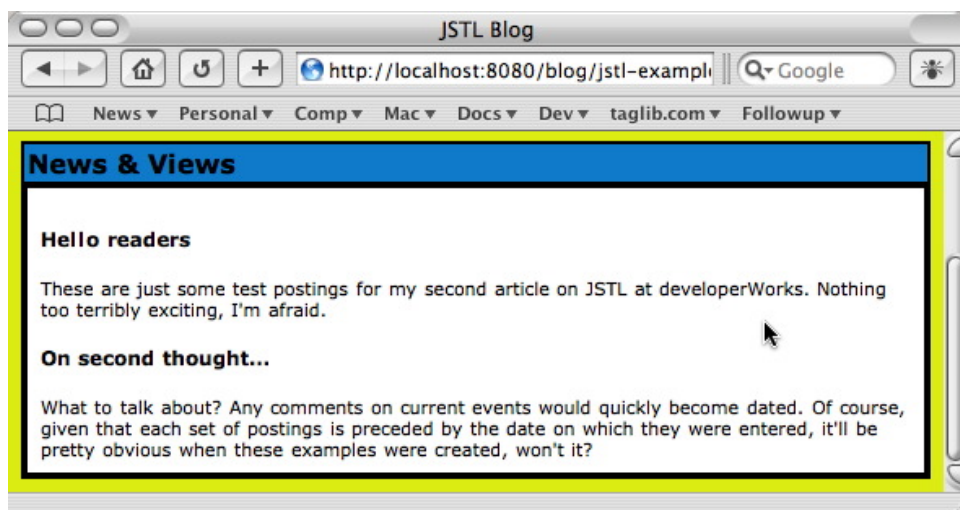 JSTL Blog
http://localhost:8080/blog/jstl-exampl
Google
News Personal Comp Mac Docs Dev taglib.com Followup
News & Views
Hello readers
These are just some test postings for my second article on JSTL at developerWorks. Nothing
too terribly exciting, I'm afraid.
On second thought...
What to talk about? Any comments on current events would quickly become dated. Of course,
given that each set of postings is preceded by the date on which they were entered, it'll be
pretty obvious when these examples were created, won't it?